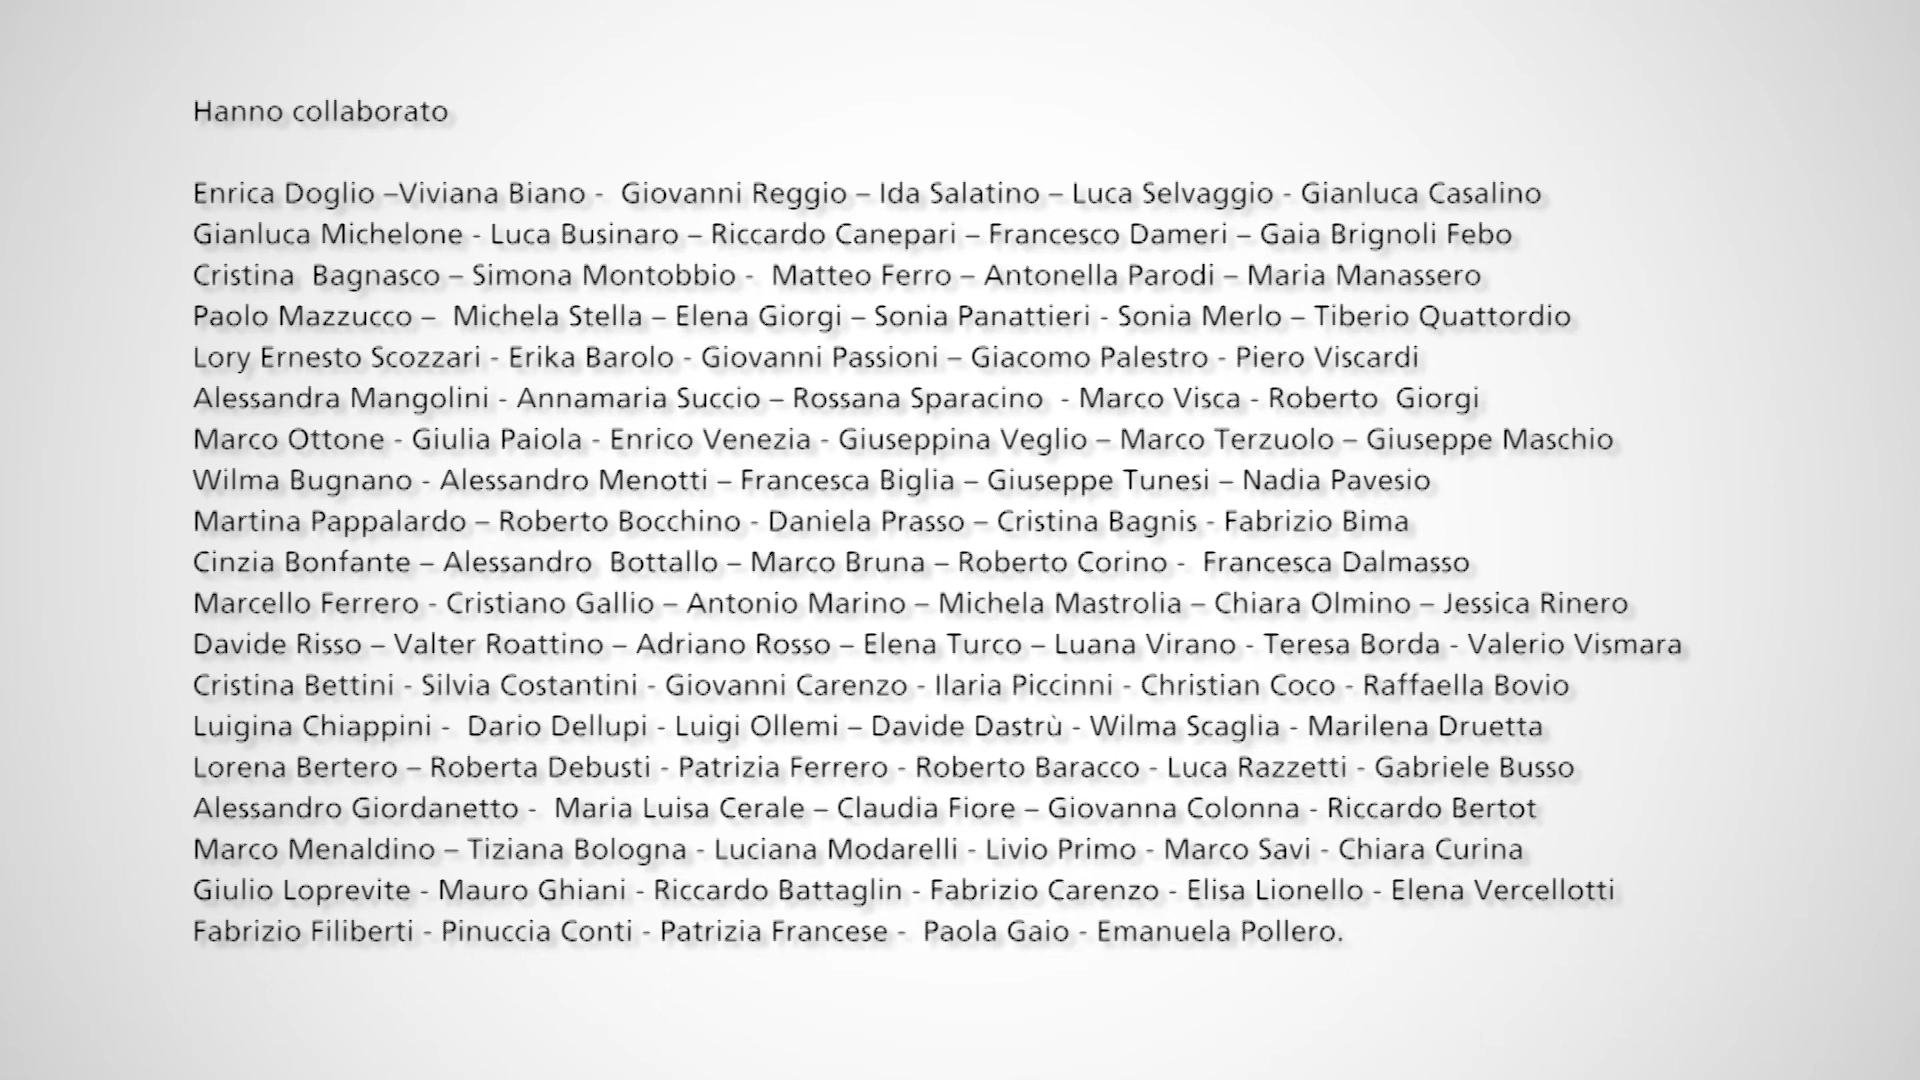 Hanno collaborato
Enrica Doglio –Viviana Biano -  Giovanni Reggio – Ida Salatino – Luca Selvaggio - Gianluca Casalino
Gianluca Michelone - Luca Businaro – Riccardo Canepari – Francesco Dameri – Gaia Brignoli Febo
Cristina  Bagnasco – Simona Montobbio -  Matteo Ferro – Antonella Parodi – Maria Manassero
Paolo Mazzucco –  Michela Stella – Elena Giorgi – Sonia Panattieri - Sonia Merlo – Tiberio Quattordio
Lory Ernesto Scozzari - Erika Barolo - Giovanni Passioni – Giacomo Palestro - Piero Viscardi
Alessandra Mangolini - Annamaria Succio – Rossana Sparacino  - Marco Visca - Roberto  Giorgi
Marco Ottone - Giulia Paiola - Enrico Venezia - Giuseppina Veglio – Marco Terzuolo – Giuseppe Maschio
Wilma Bugnano - Alessandro Menotti – Francesca Biglia – Giuseppe Tunesi – Nadia Pavesio
Martina Pappalardo – Roberto Bocchino - Daniela Prasso – Cristina Bagnis - Fabrizio Bima
Cinzia Bonfante – Alessandro  Bottallo – Marco Bruna – Roberto Corino -  Francesca Dalmasso
Marcello Ferrero - Cristiano Gallio – Antonio Marino – Michela Mastrolia – Chiara Olmino – Jessica Rinero
Davide Risso – Valter Roattino – Adriano Rosso – Elena Turco – Luana Virano - Teresa Borda - Valerio Vismara
Cristina Bettini - Silvia Costantini - Giovanni Carenzo - Ilaria Piccinni - Christian Coco - Raffaella Bovio
Luigina Chiappini -  Dario Dellupi - Luigi Ollemi – Davide Dastrù - Wilma Scaglia - Marilena Druetta
Lorena Bertero – Roberta Debusti - Patrizia Ferrero - Roberto Baracco - Luca Razzetti - Gabriele Busso
Alessandro Giordanetto -  Maria Luisa Cerale – Claudia Fiore – Giovanna Colonna - Riccardo Bertot
Marco Menaldino – Tiziana Bologna - Luciana Modarelli - Livio Primo - Marco Savi - Chiara Curina
Giulio Loprevite - Mauro Ghiani - Riccardo Battaglin - Fabrizio Carenzo - Elisa Lionello - Elena Vercellotti
Fabrizio Filiberti - Pinuccia Conti - Patrizia Francese -  Paola Gaio - Emanuela Pollero.